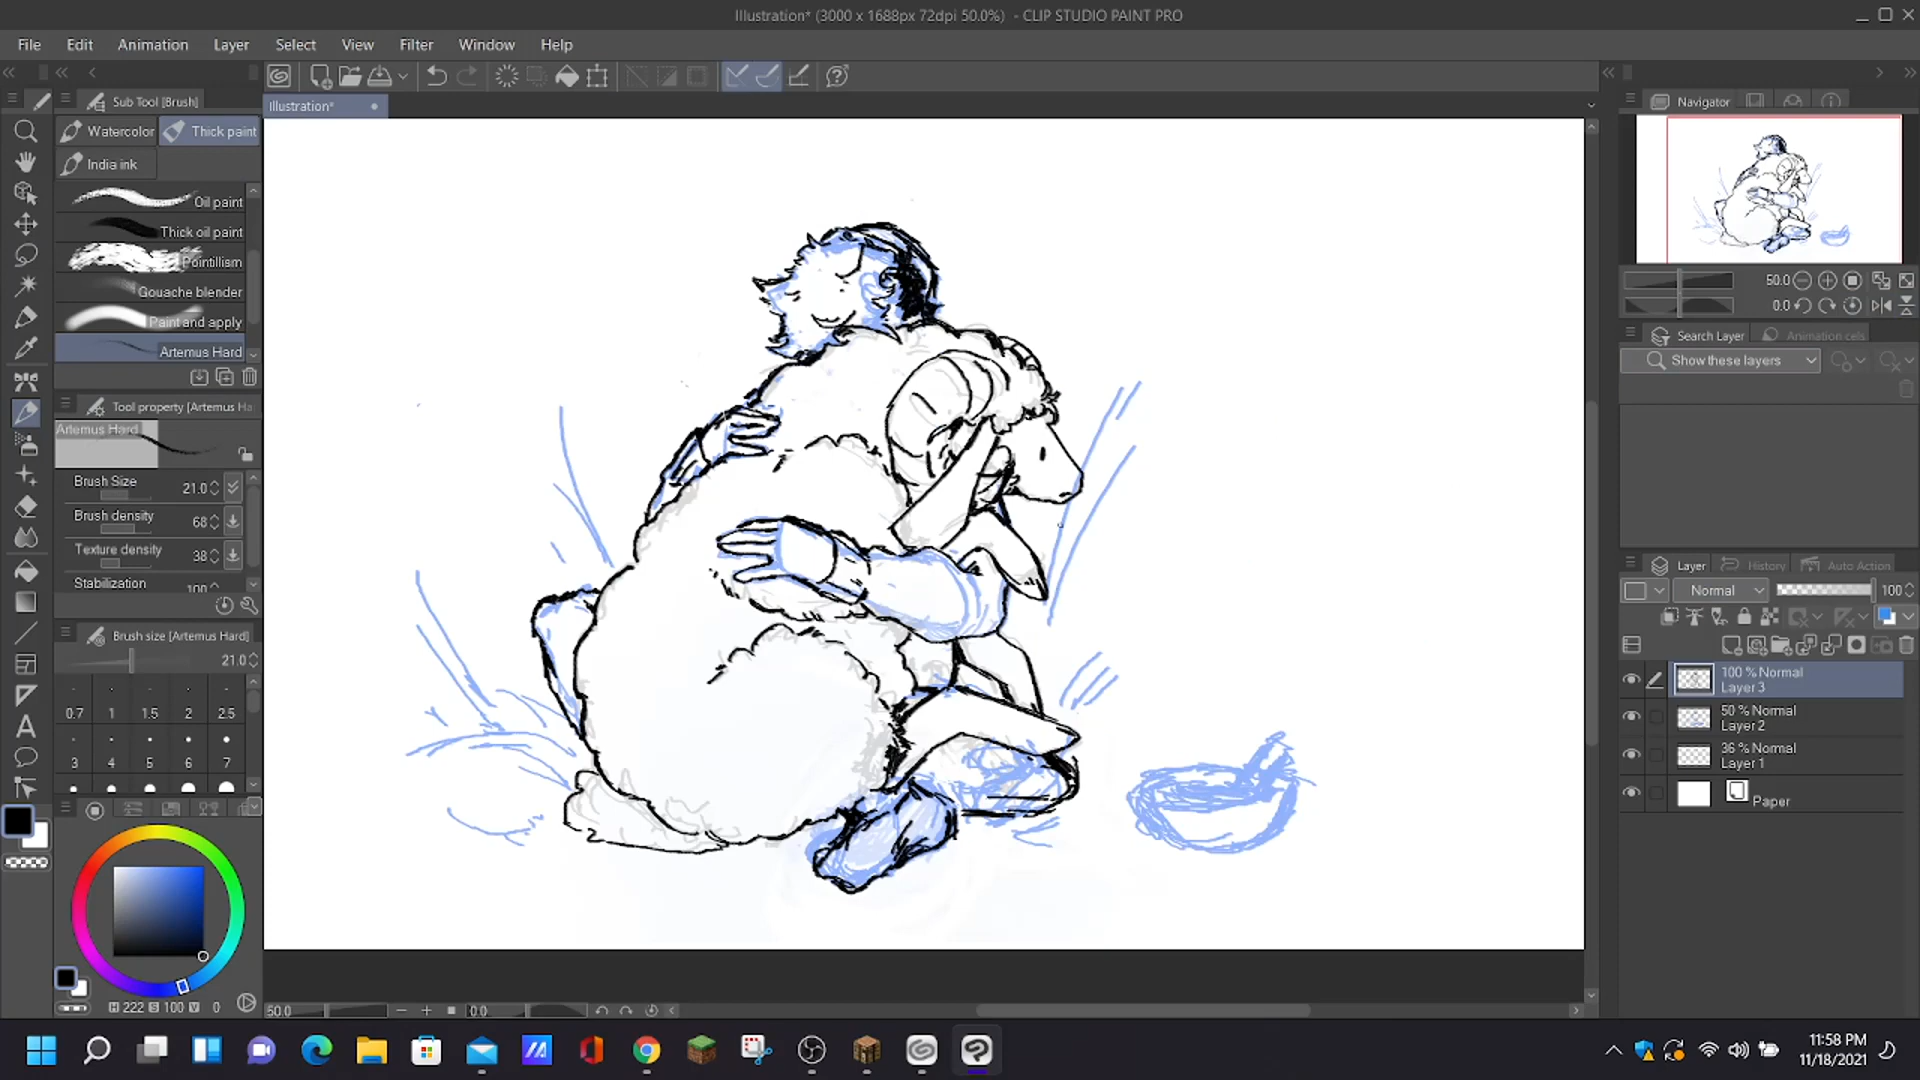 Illustration* (3000 x 1688px 72dpi 50.0%) - CLIP STUDIO PAINT PRO
File Edit Animation Layer Select View Filter Window Help
Sub Tool [Brush]
Watercolor Thick paint
India ink
Oil paint
Thick oil paint
Pointillism
Gouache blender
Paint and apply
Artemus Hard
Tool property [Artemus Ha
Artemus Hard
Brush Size 21.0
Brush density 68
Texture density 38
Stabilization 100
Brush size [Artemus Hard]
21.0
0.7 1 1.5 2 2.5
3 4 5 6 7
H 222 S 100 V 0
Illustration*
50.0 0.0
Navigator
50.0
0.0
Search Layer Animation cels
Show these layers
Layer History Auto Action
Normal 100
100 % Normal
Layer 3
50 % Normal
Layer 2
36 % Normal
Layer 1
Paper
11:58 PM
11/18/2021